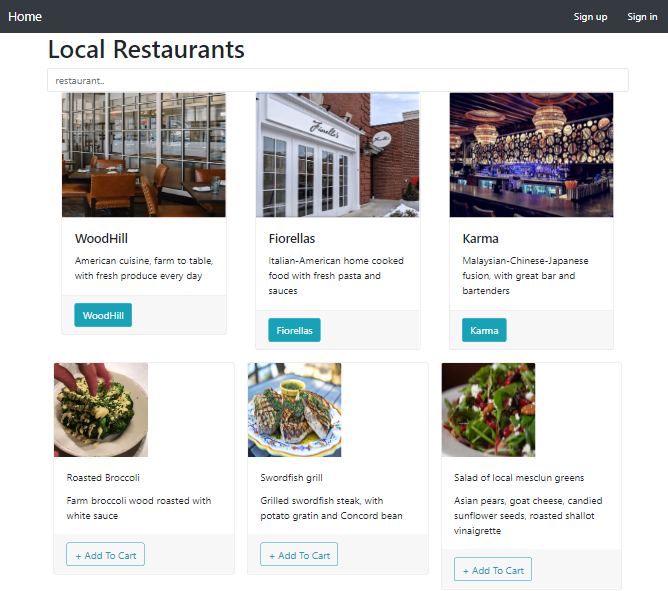 Home
Sign up
Sign in
Local Restaurants
restaurant..
Fiorella's
WoodHill
American cuisine, farm to table,
with fresh produce every day
WoodHill
Fiorellas
Italian-American home cooked
food with fresh pasta and
sauces
Fiorellas
Karma
Malaysian-Chinese-Japanese
fusion, with great bar and
bartenders
Karma
Roasted Broccoli
Farm broccoli wood roasted with
white sauce
+ Add To Cart
Swordfish grill
Grilled swordfish steak, with
potato gratin and Concord bean
+ Add To Cart
Salad of local mesclun greens
Asian pears, goat cheese, candied
sunflower seeds, roasted shallot
vinaigrette
+ Add To Cart